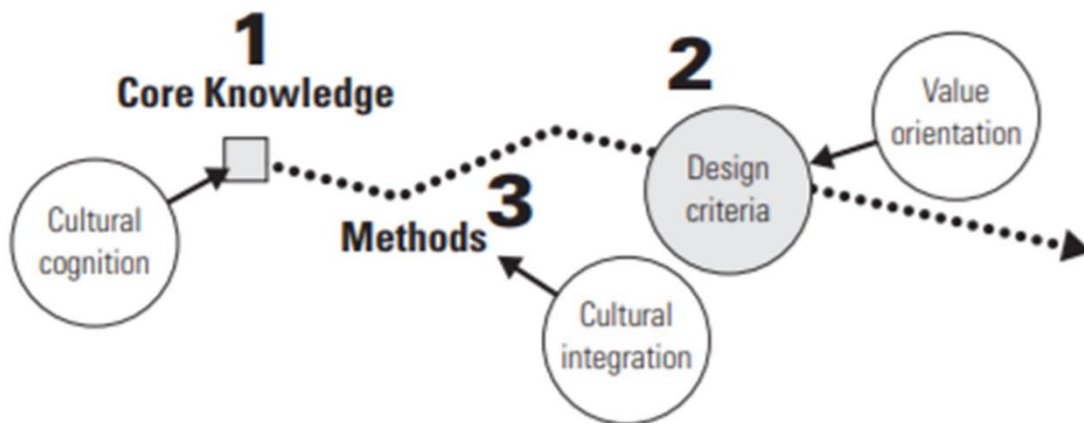 1
Core Knowledge
Cultural
cognition
2
Design
criteria
Value
orientation
3
Methods
Cultural
integration